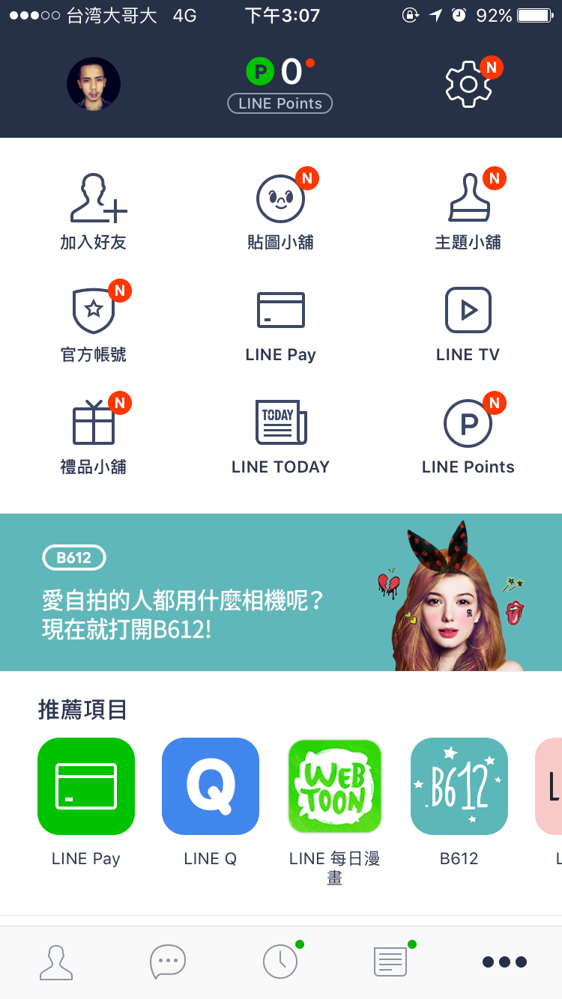 台湾大哥大 4G 下午3:07 92%
P 0
LINE Points
N
N
N
加入好友 貼圖小舖 主題小舖
N
官方帳號 LINE Pay LINE TV
N
TODAY
P
N
禮品小舖 LINE TODAY LINE Points
B612
愛自拍的人都用什麼相機呢?
現在就打開B612!
推薦項目
Q
WEB
TOON
B612
L
LINE Pay LINE Q LINE 每日漫
畫
B612
L